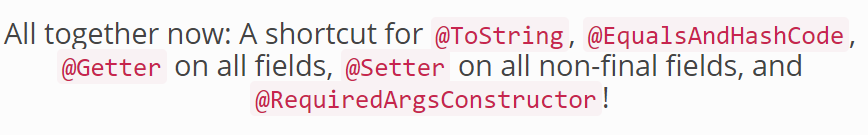 All together now: A shortcut for @ToString, @EqualsAndHashCode,
@Getter on all fields, @Setter on all non-final fields, and
@RequiredArgsConstructor!